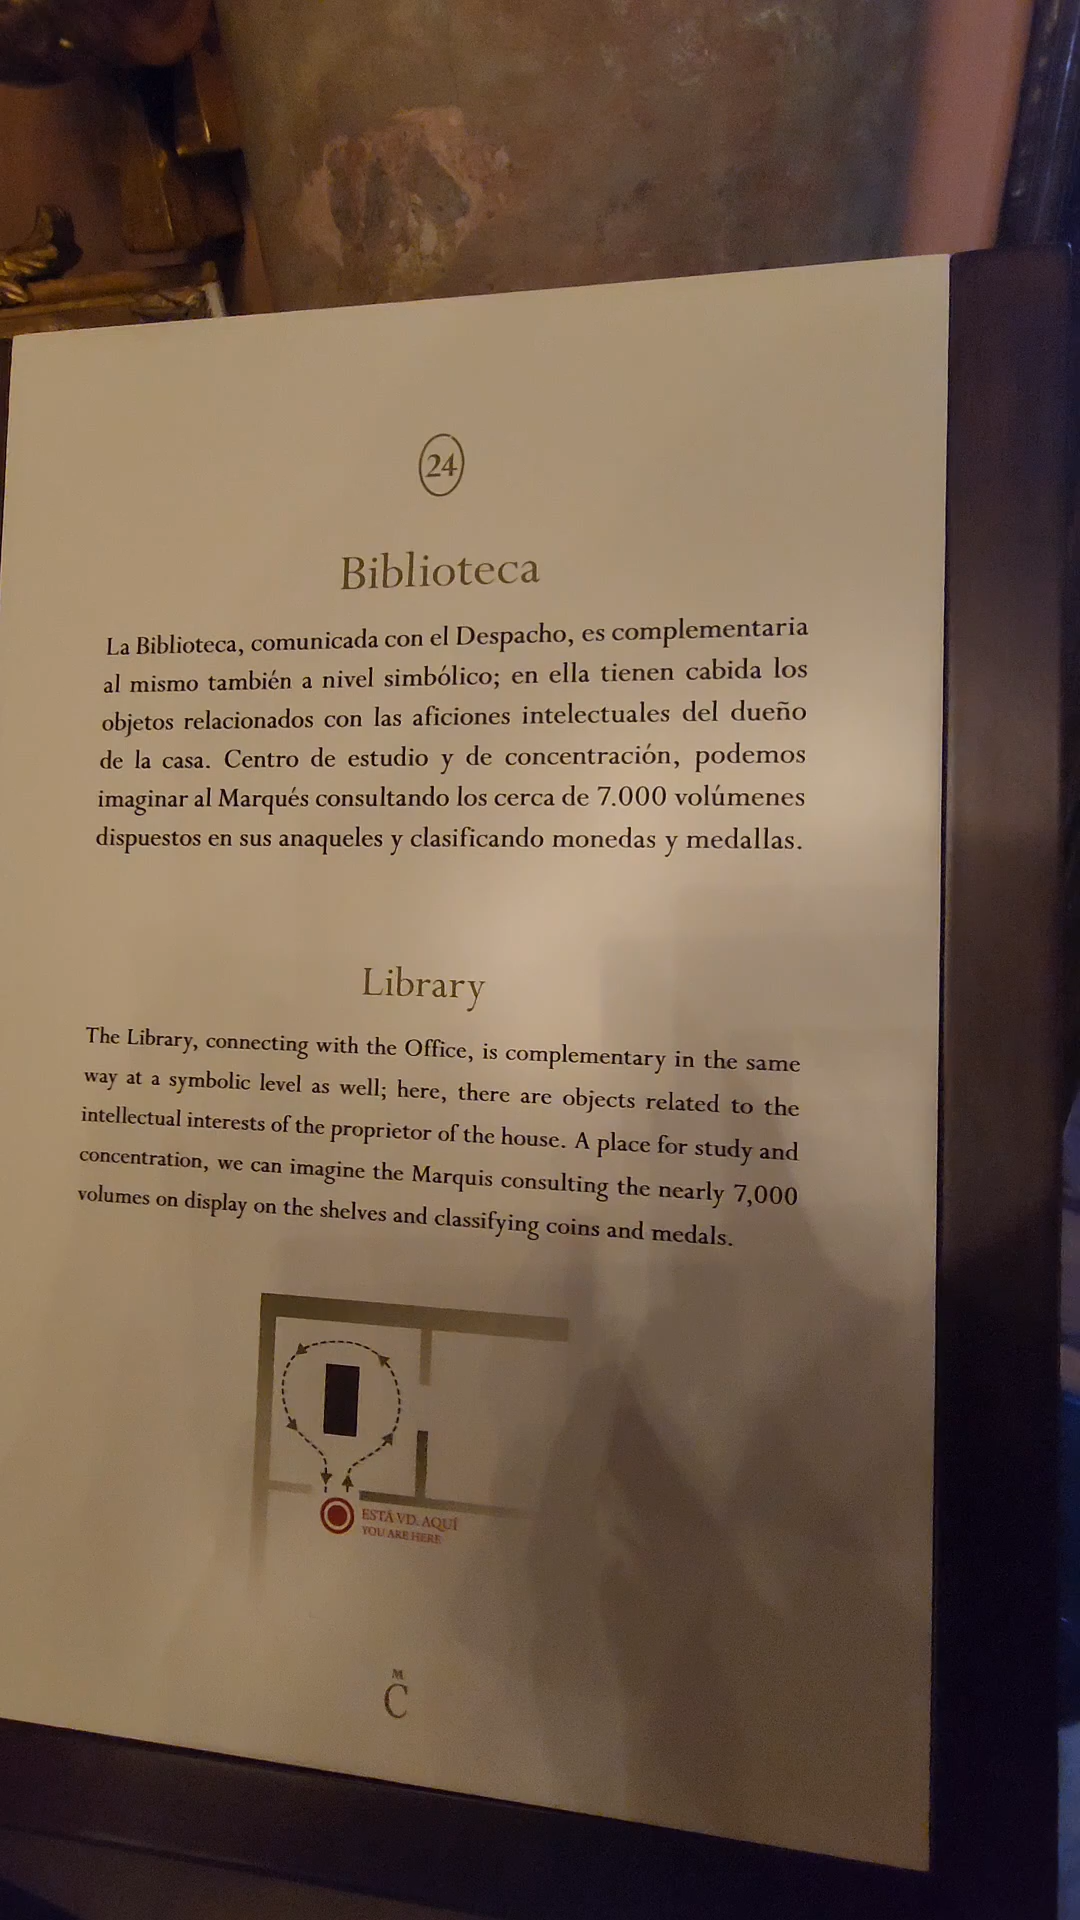 24
Biblioteca
La Biblioteca, comunicada con el Despacho, es complementaria
al mismo también a nivel simbólico; en ella tienen cabida los
objetos relacionados con las aficiones intelectuales del dueño
de la casa. Centro de estudio y de concentración, podemos
imaginar al Marqués consultando los cerca de 7.000 volúmenes
dispuestos en sus anaqueles y clasificando monedas y medallas.
Library
The Library, connecting with the Office, is complementary in the same
way at a symbolic level as well; here, there are objects related to the
intellectual interests of the proprietor of the house. A place for study and
concentration, we can imagine the Marquis consulting the nearly 7,000
volumes on display on the shelves and classifying coins and medals.
ESTÁ VD. AQUÍ
YOU ARE HERE
M
C